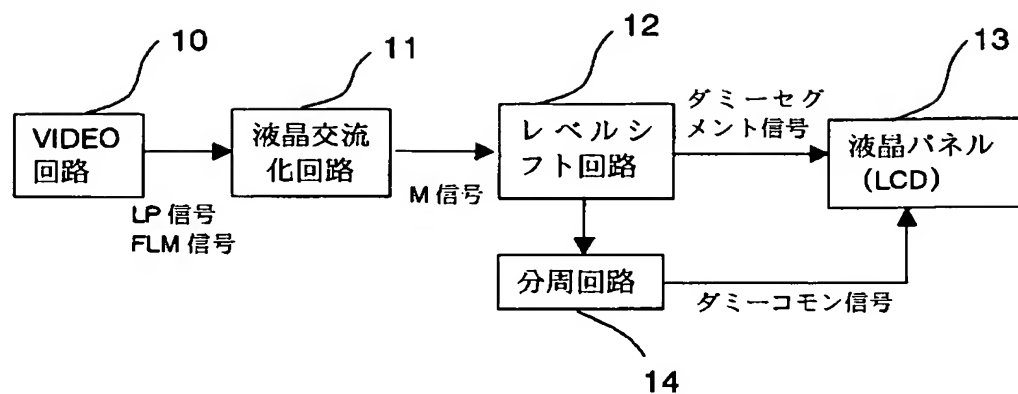 10
11
12
13
VIDEO
回路
液晶交流
化回路
レベルシ
フト回路
ダミーセグ
メント信号
液晶パネル
(LCD)
LP 信号
FLM 信号
M 信号
分周回路
ダミーコモン信号
14